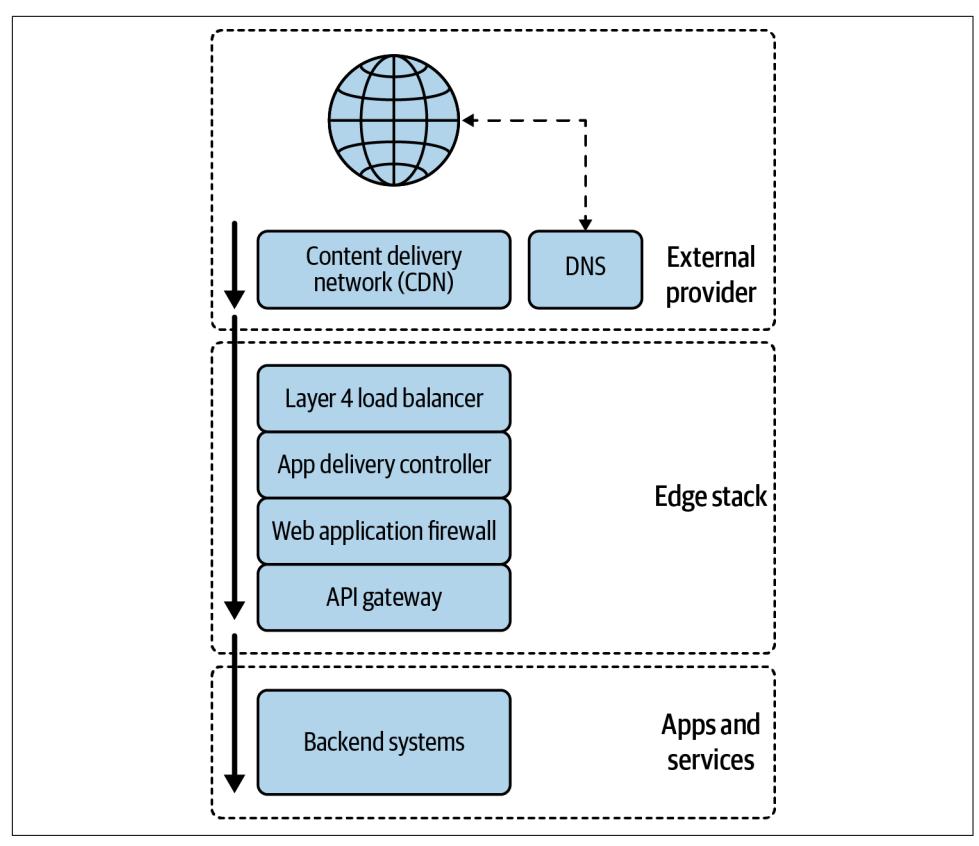 Content delivery
network (CDN)
DNS
External
provider
Layer 4 load balancer
App delivery controller
Edge stack
Web application firewall
API gateway
Backend systems
Apps and
services